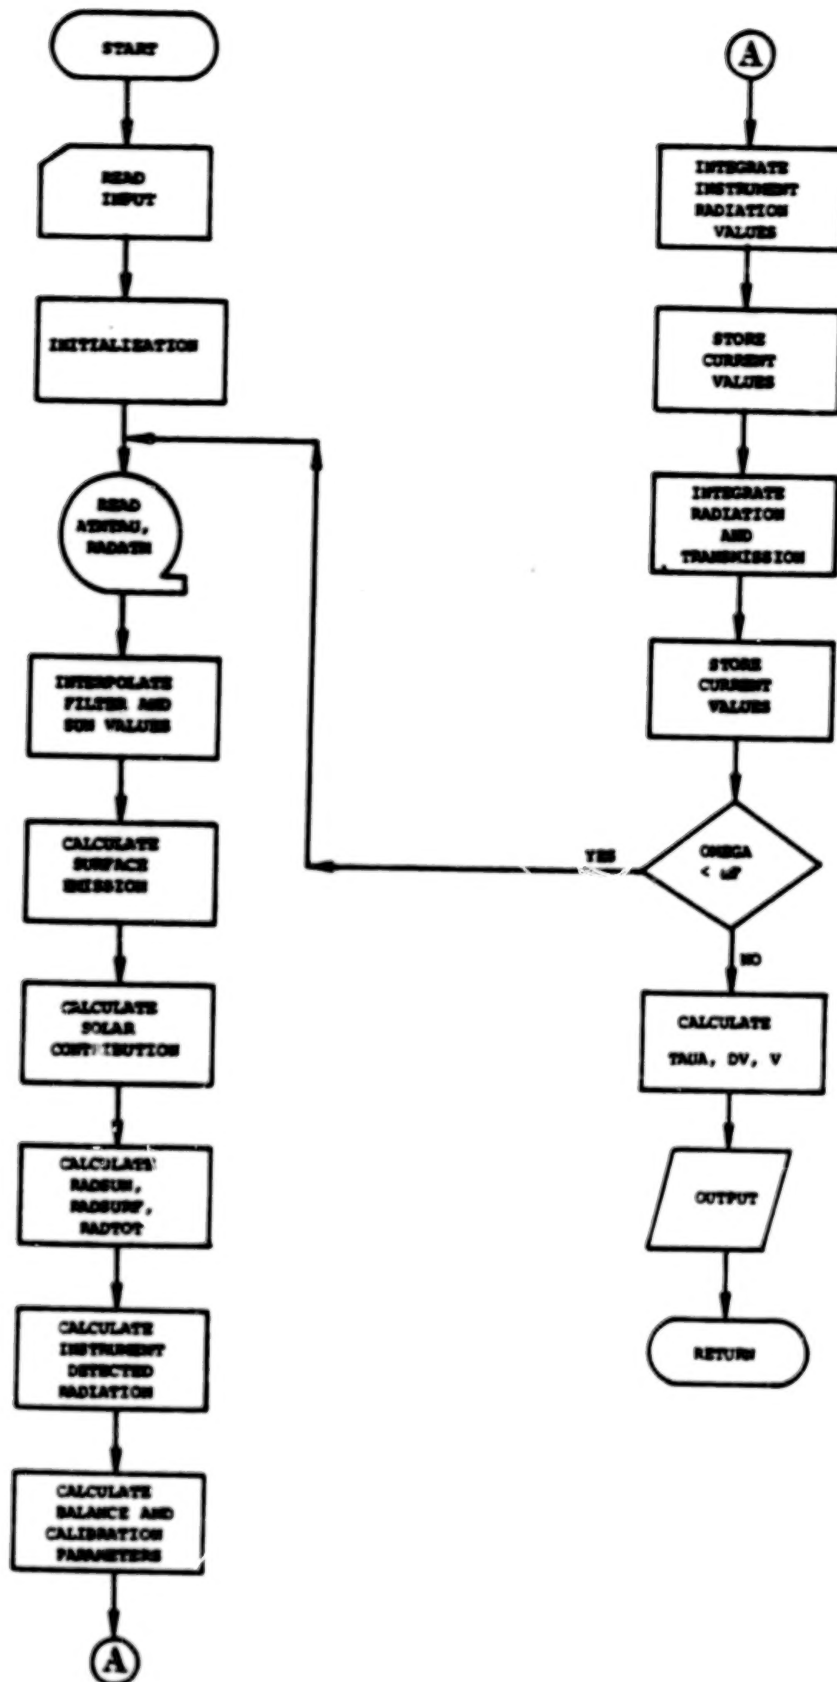 START
READ
INPUT
INITIALIZATION
READ
ATMTAU,
RADATM
INTERPOLATE
FILTER AND
SUN VALUES
CALCULATE
SURFACE
EMISSION
CALCULATE
SOLAR
CONTRIBUTION
CALCULATE
RADSUN,
RADSURF,
RADTOT
CALCULATE
INSTRUMENT
DETECTED
RADIATION
CALCULATE
BALANCE AND
CALIBRATION
PARAMETERS
A
A
INTEGRATE
INSTRUMENT
RADIATION
VALUES
STORE
CURRENT
VALUES
INTEGRATE
RADIATION
AND
TRANSMISSION
STORE
CURRENT
VALUES
YES
OMEGA
< ωF
NO
CALCULATE
TAUA, DV, V
OUTPUT
RETURN